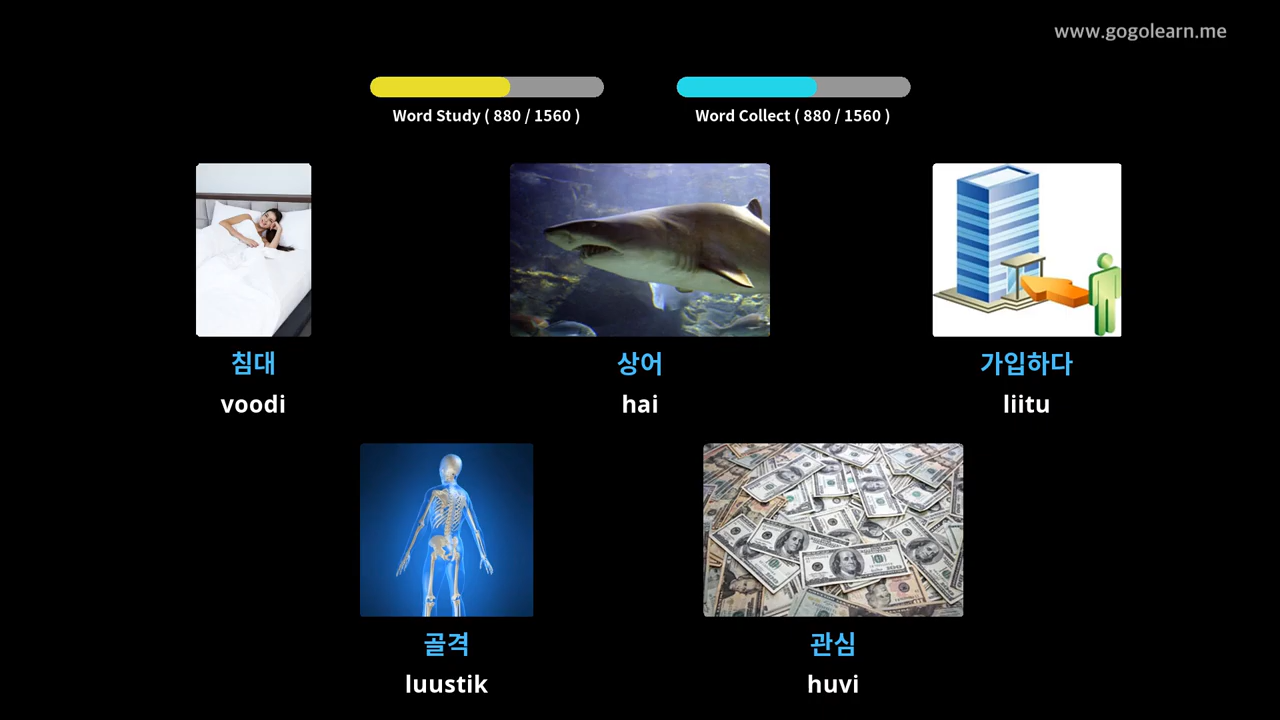 www.gogolearn.me
Word Study ( 880 / 1560 )
Word Collect ( 880 / 1560 )
침대
voodi
상어
hai
가입하다
liitu
골격
luustik
관심
huvi